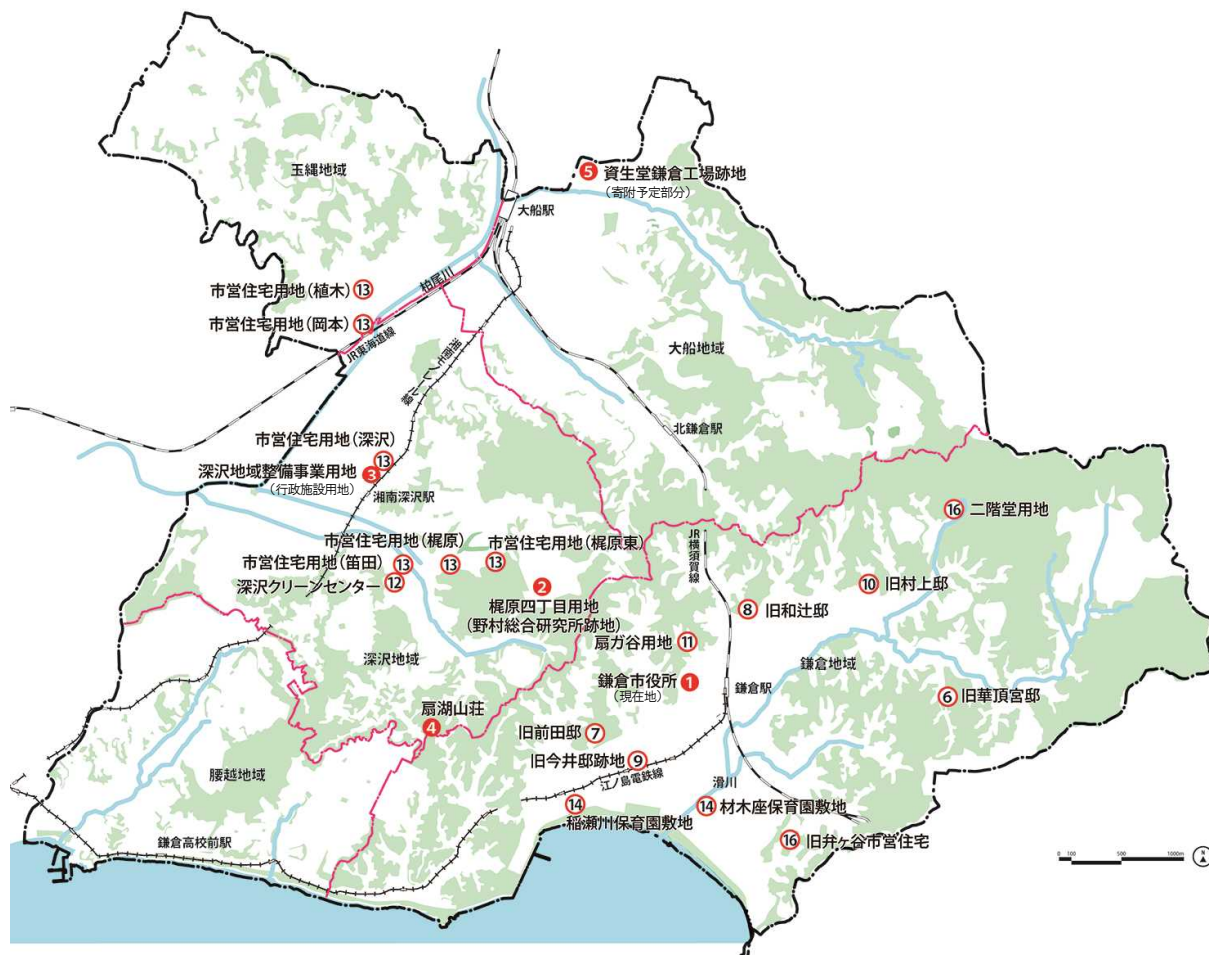 玉縄地域
5 資生堂鎌倉工場跡地
(寄附予定部分)
大船駅
柏尾川
市営住宅用地(植木) 13
市営住宅用地(岡本) 13
JR東海道線
湘南モノレール線
大船地域
北鎌倉駅
市営住宅用地(深沢)
13
深沢地域整備事業用地 3
(行政施設用地)
湘南深沢駅
16 二階堂用地
JR横須賀線
市営住宅用地(梶原)
市営住宅用地(梶原東)
市営住宅用地(笛田)
13
13
13
深沢クリーンセンター 12
2
梶原四丁目用地
(野村総合研究所跡地)
10 旧村上邸
8 旧和辻邸
扇ガ谷用地 11
深沢地域
鎌倉地域
鎌倉市役所 1
(現在地)
鎌倉駅
6 旧華頂宮邸
扇湖山荘
4
旧前田邸 7
旧今井邸跡地 9
江ノ島電鉄線
腰越地域
滑川
14
稲瀬川保育園敷地
14 材木座保育園敷地
鎌倉高校前駅
16 旧弁ヶ谷市営住宅
0 100 500 1000m
N